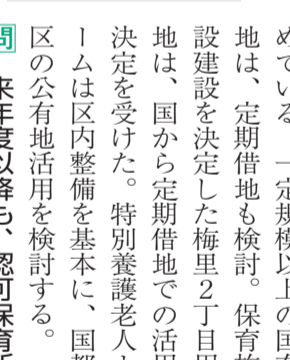 めている。一定規模以上の国
地は、定期借地も検討。保育施
設建設を決定した梅里2丁目用
地は、国から定期借地での活用
決定を受けた。特別養護老人ホ
ームは区内整備を基本に、国都
区の公有地活用を検討する。
問 来年度以降も、認可保育所